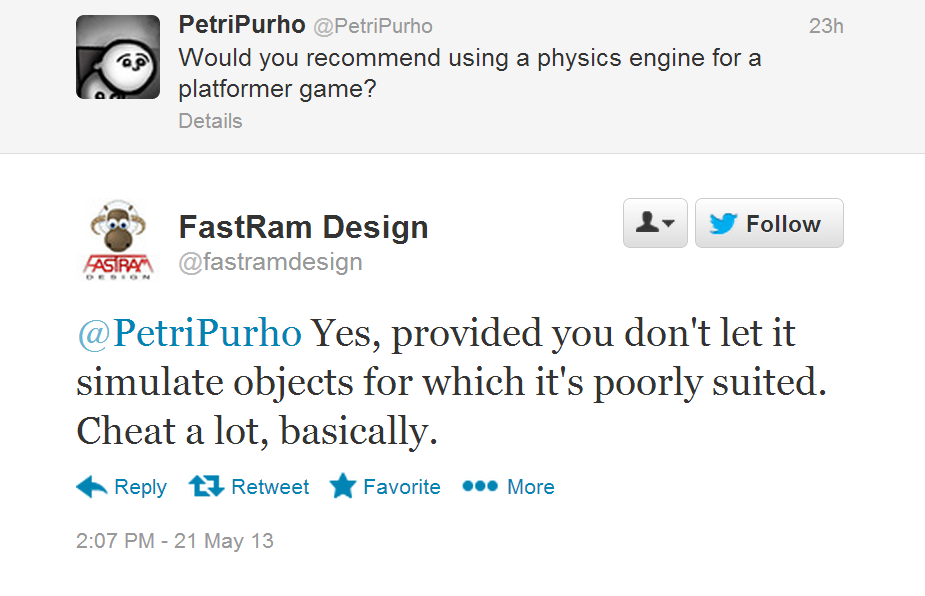 PetriPurho @PetriPurho 23h
Would you recommend using a physics engine for a
platformer game?
Details
FASTRAM
DESIGN
FastRam Design
@fastramdesign
Follow
@PetriPurho Yes, provided you don't let it
simulate objects for which it's poorly suited.
Cheat a lot, basically.
Reply Retweet Favorite More
2:07 PM - 21 May 13